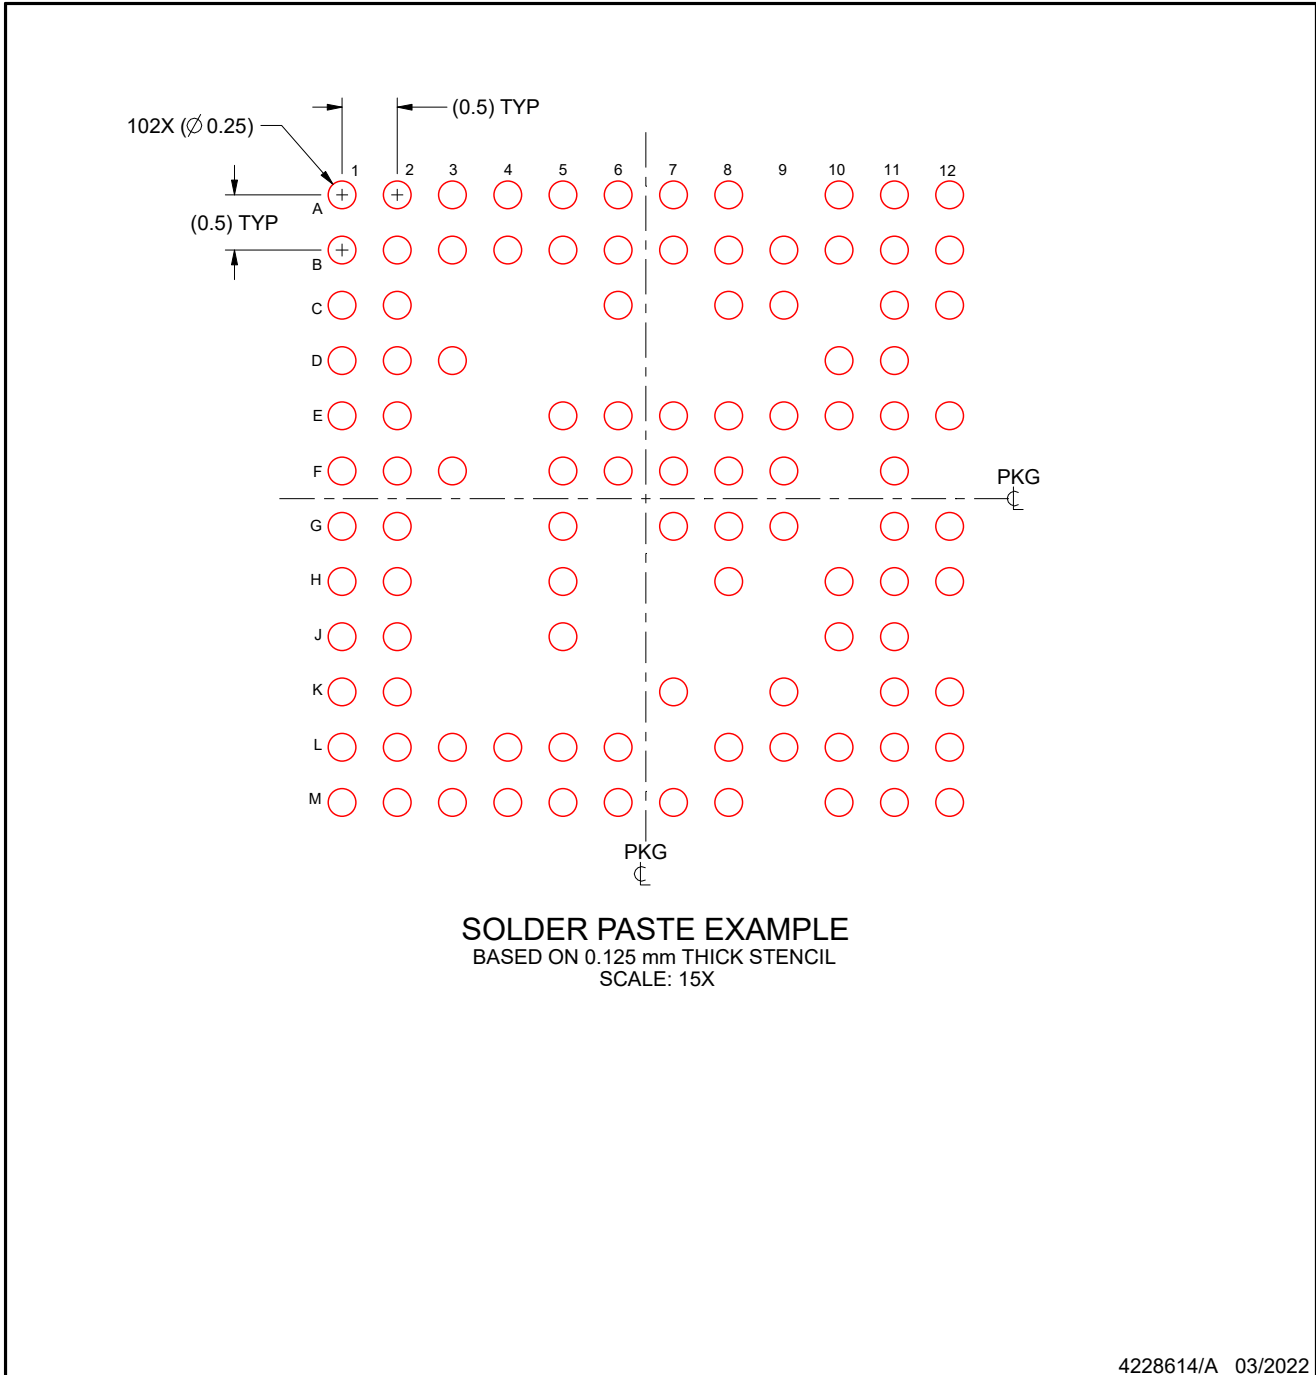 (0.5) TYP
102X (∅ 0.25)
1 2 3 4 5 6 7 8 9 10 11 12
A
(0.5) TYP
B
C
D
E
F
PKG
℄
G
H
J
K
L
M
PKG
℄
SOLDER PASTE EXAMPLE
BASED ON 0.125 mm THICK STENCIL
SCALE: 15X
4228614/A 03/2022